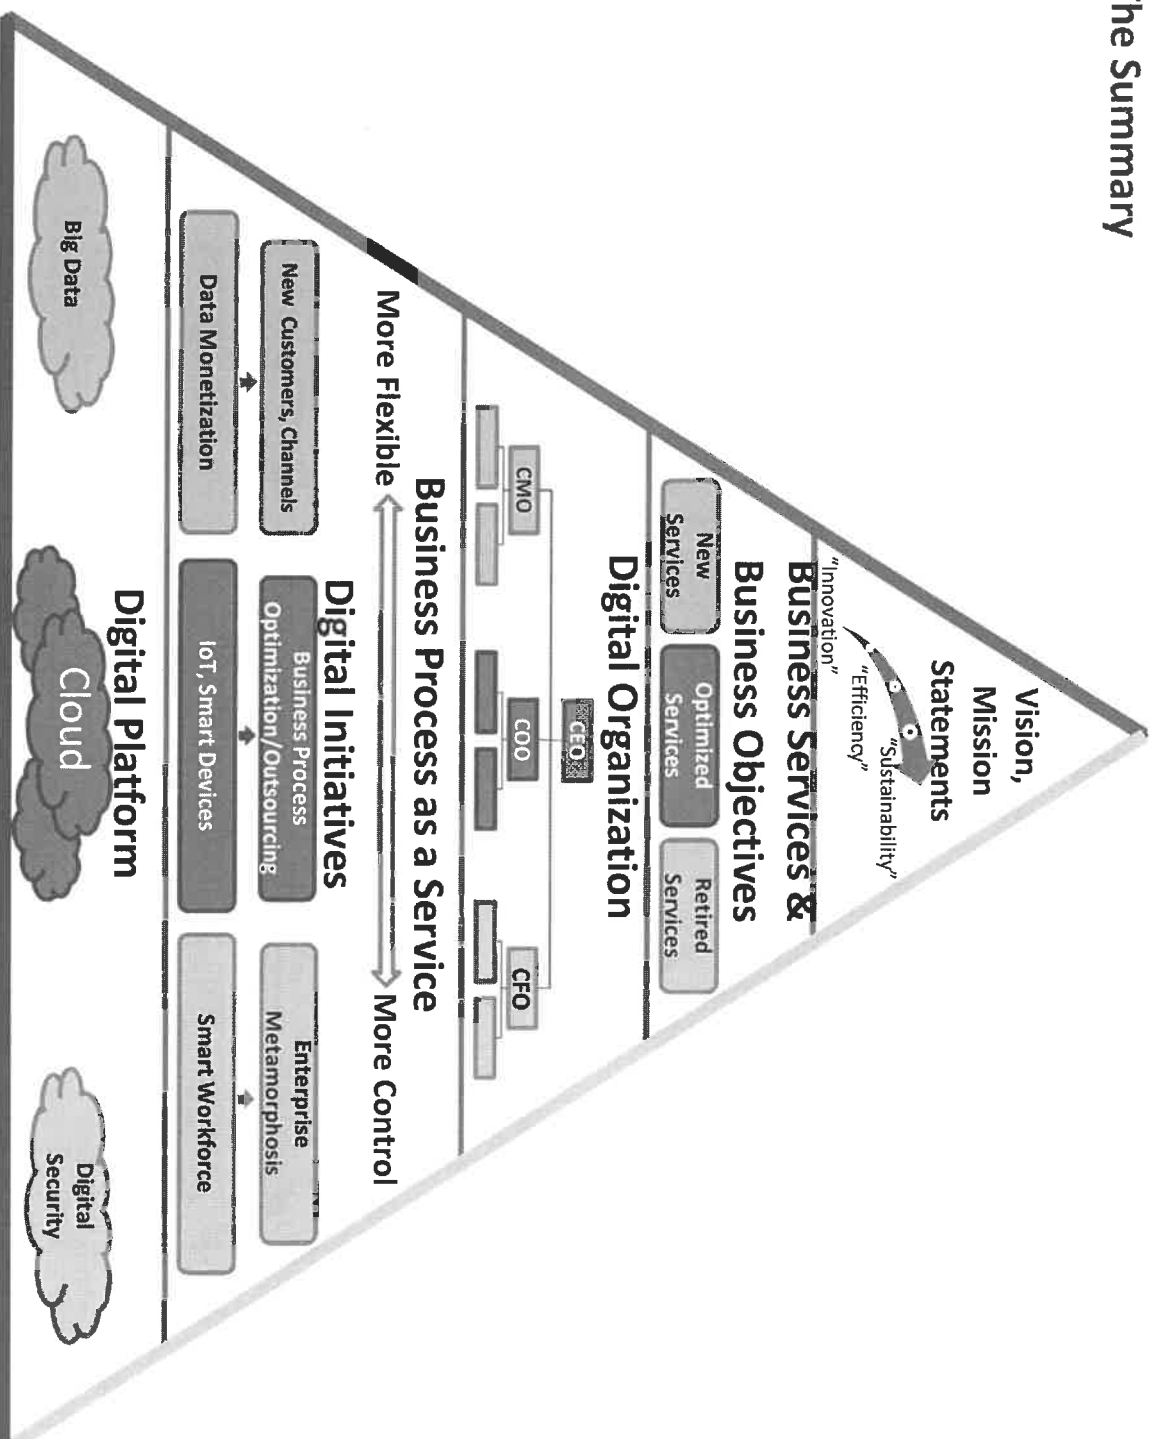 he Summary
Vision,
Mission
Statements
"Innovation"
"Efficiency"
"Sustainability"
Business Services &
Business Objectives
New
Services
Optimized
Services
Retired
Services
Digital Organization
CEO
CMO
COO
CFO
Business Process as a Service
More Flexible
More Control
Digital Initiatives
New Customers, Channels
Business Process
Optimization/Outsourcing
Enterprise
Metamorphosis
Data Monetization
IoT, Smart Devices
Smart Workforce
Digital Platform
Big Data
Cloud
Digital
Security